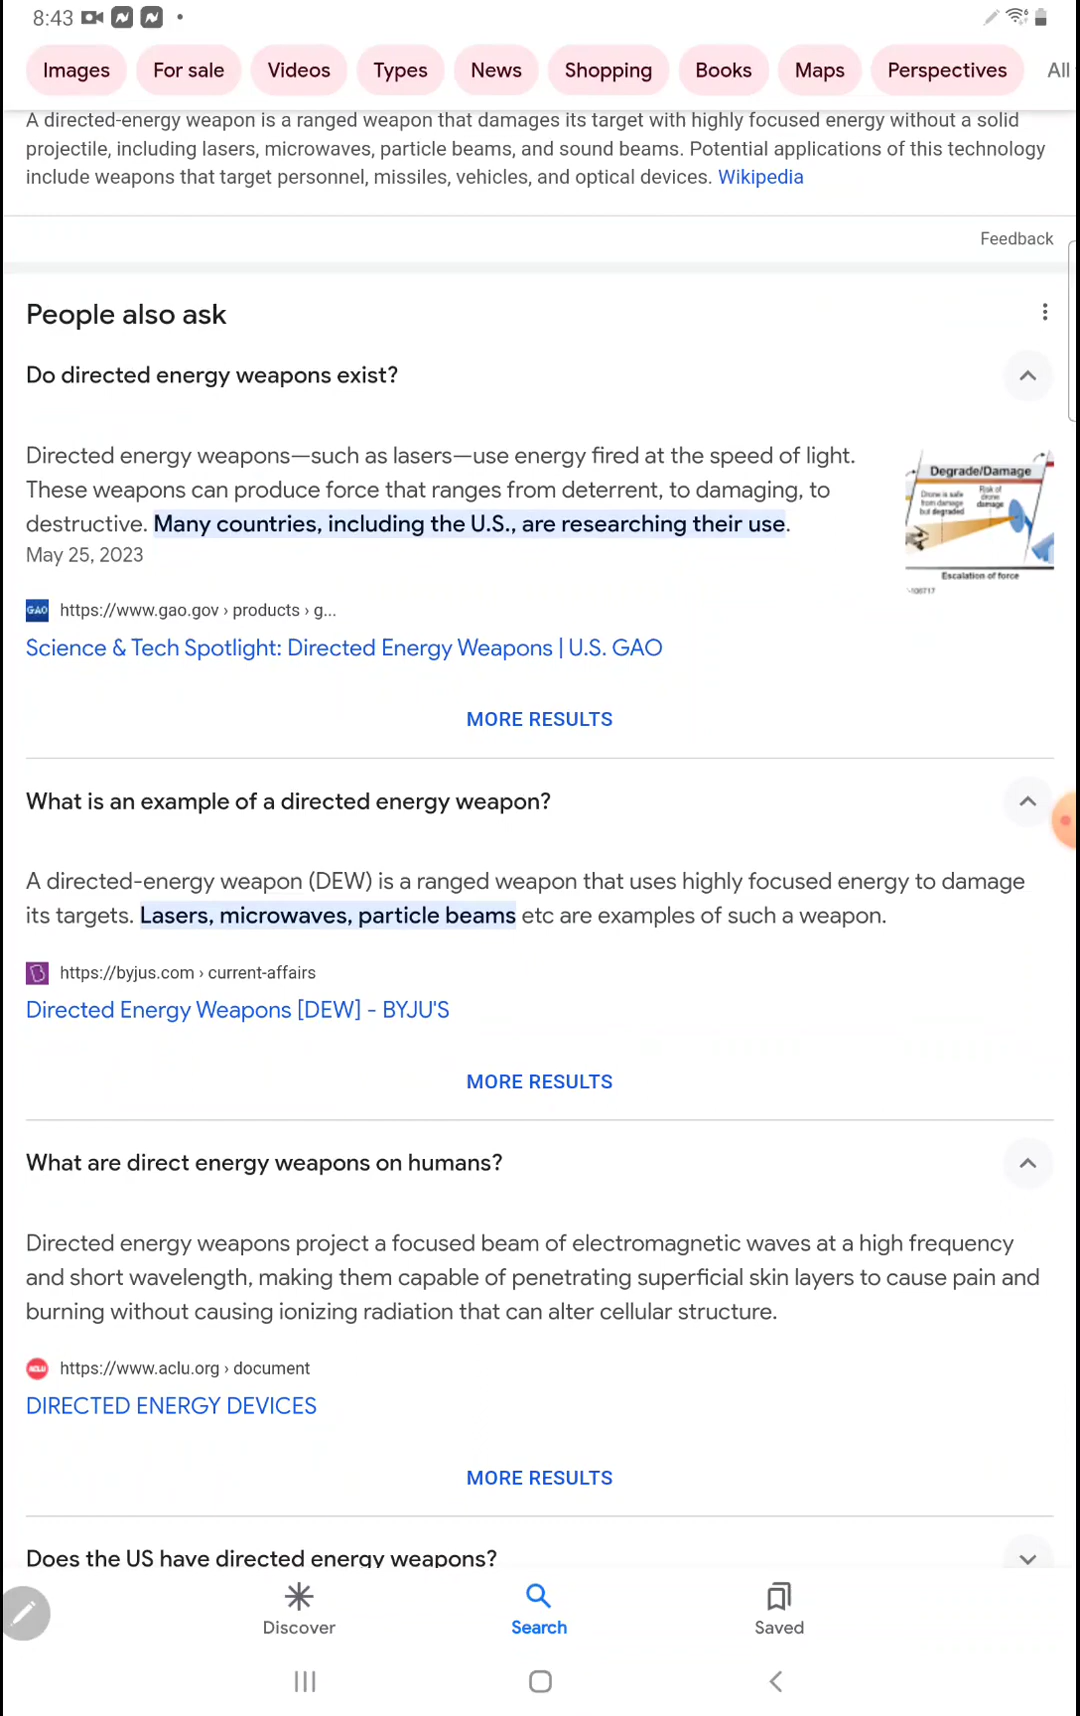 8:43
Images For sale Videos Types News Shopping Books Maps Perspectives All
A directed-energy weapon is a ranged weapon that damages its target with highly focused energy without a solid
projectile, including lasers, microwaves, particle beams, and sound beams. Potential applications of this technology
include weapons that target personnel, missiles, vehicles, and optical devices. Wikipedia
Feedback
People also ask
Do directed energy weapons exist?
Directed energy weapons—such as lasers—use energy fired at the speed of light.
These weapons can produce force that ranges from deterrent, to damaging, to
destructive. Many countries, including the U.S., are researching their use.
May 25, 2023
Degrade/Damage
Drone is safe
from damage
but degraded
Risk of
drone
damage
Escalation of force
GAO https://www.gao.gov › products › g...
Science & Tech Spotlight: Directed Energy Weapons | U.S. GAO
MORE RESULTS
What is an example of a directed energy weapon?
A directed-energy weapon (DEW) is a ranged weapon that uses highly focused energy to damage
its targets. Lasers, microwaves, particle beams etc are examples of such a weapon.
https://byjus.com › current-affairs
Directed Energy Weapons [DEW] - BYJU'S
MORE RESULTS
What are direct energy weapons on humans?
Directed energy weapons project a focused beam of electromagnetic waves at a high frequency
and short wavelength, making them capable of penetrating superficial skin layers to cause pain and
burning without causing ionizing radiation that can alter cellular structure.
ACLU https://www.aclu.org › document
DIRECTED ENERGY DEVICES
MORE RESULTS
Does the US have directed energy weapons?
Discover Search Saved